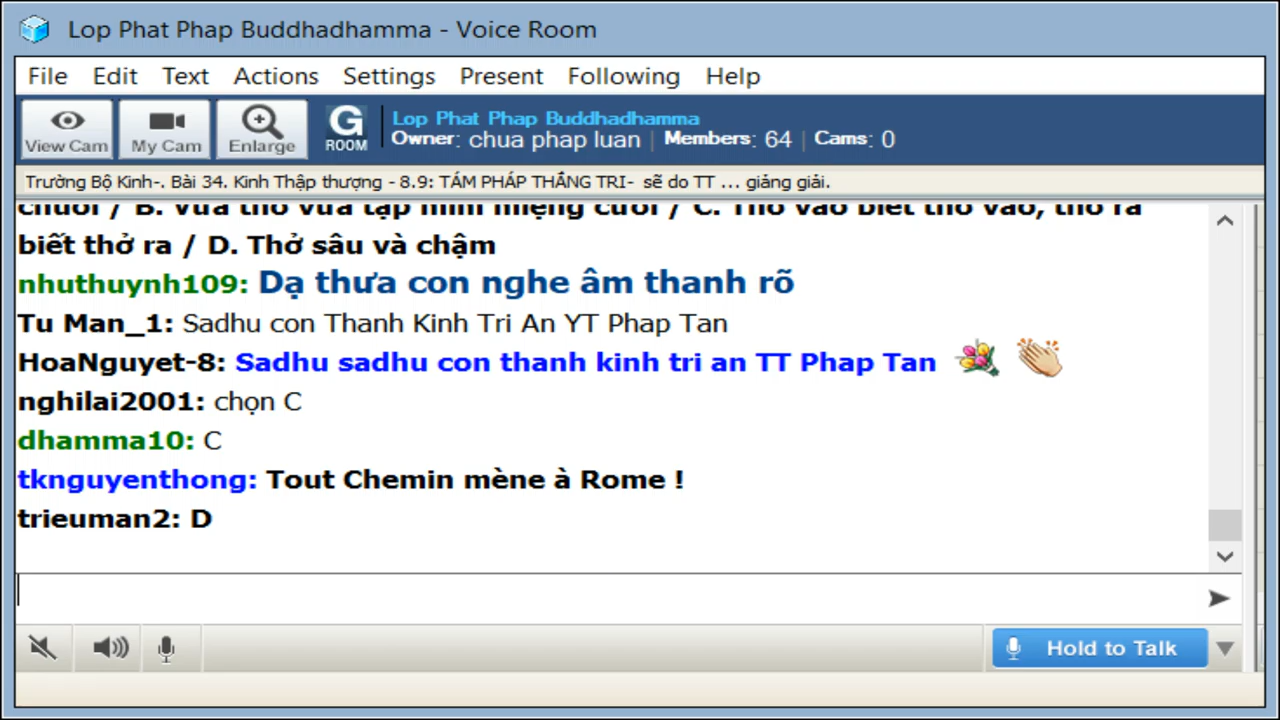 Lop Phat Phap Buddhadhamma - Voice Room
File Edit Text Actions Settings Present Following Help
View Cam My Cam Enlarge G ROOM Lop Phat Phap Buddhadhamma
Owner: chua phap luan | Members: 64 | Cams: 0
Trường Bộ Kinh-. Bài 34. Kinh Thập thượng - 8.9: TÁM PHÁP THẮNG TRI- sẽ do TT ... giảng giải.
chuối / B. Vừa thở vừa tập mỉm miệng cười / C. Thở vào biết thở vào, thở ra
biết thở ra / D. Thở sâu và chậm
nhuthuynh109: Dạ thưa con nghe âm thanh rõ
Tu Man_1: Sadhu con Thanh Kinh Tri An YT Phap Tan
HoaNguyet-8: Sadhu sadhu con thanh kinh tri an TT Phap Tan
nghilai2001: chọn C
dhamma10: C
tknguyenthong: Tout Chemin mène à Rome !
trieuman2: D
Hold to Talk